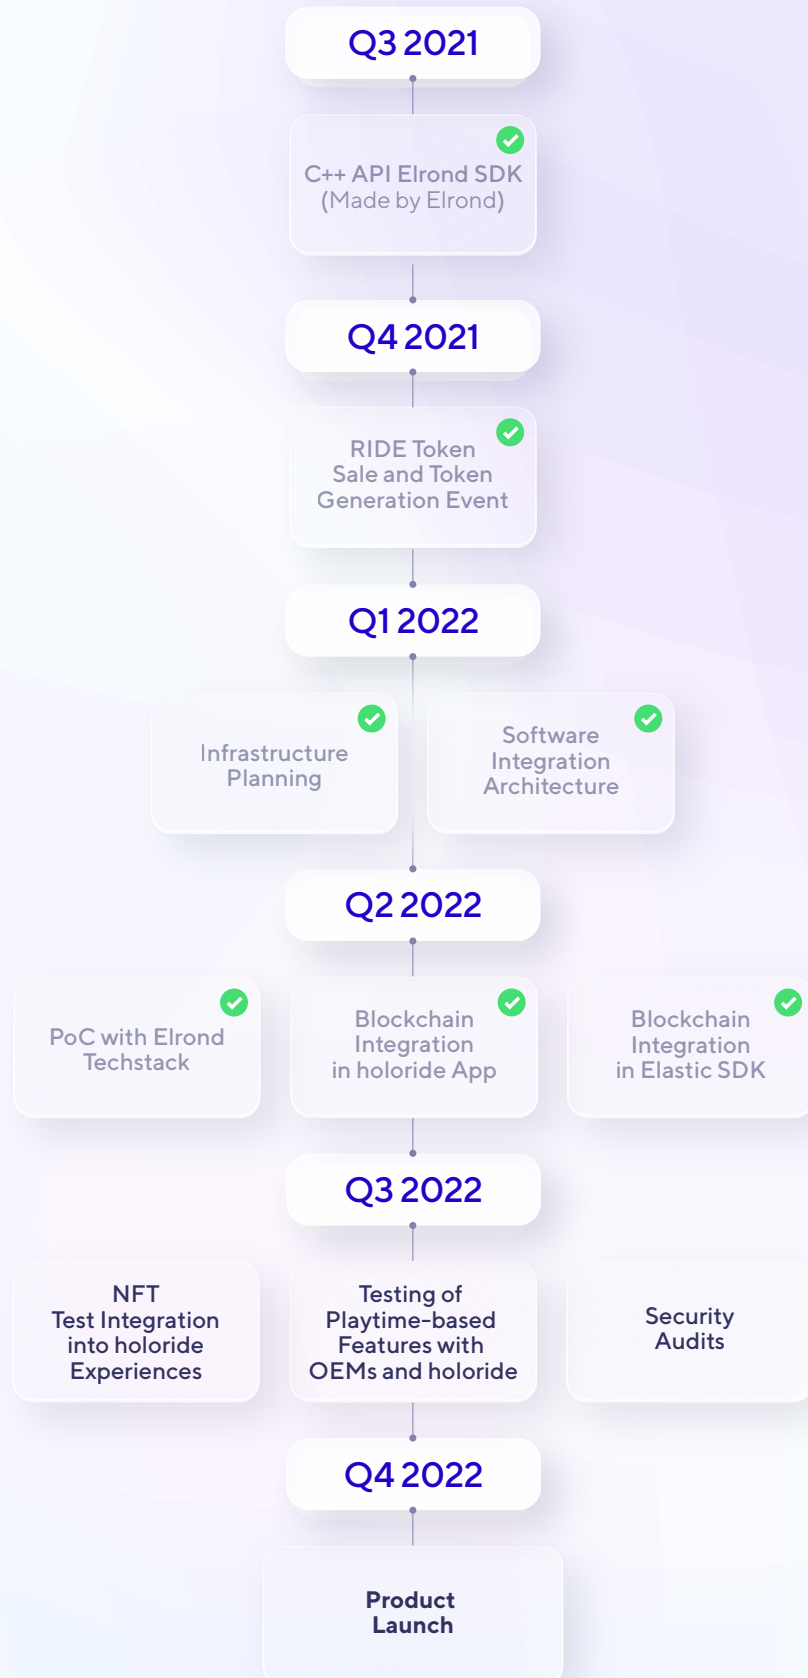 Q3 2021
C++ API Elrond SDK
(Made by Elrond)
Q4 2021
RIDE Token
Sale and Token
Generation Event
Q1 2022
Infrastructure
Planning
Software
Integration
Architecture
Q2 2022
PoC with Elrond
Techstack
Blockchain
Integration
in holoride App
Blockchain
Integration
in Elastic SDK
Q3 2022
NFT
Test Integration
into holoride
Experiences
Testing of
Playtime-based
Features with
OEMs and holoride
Security
Audits
Q4 2022
Product
Launch